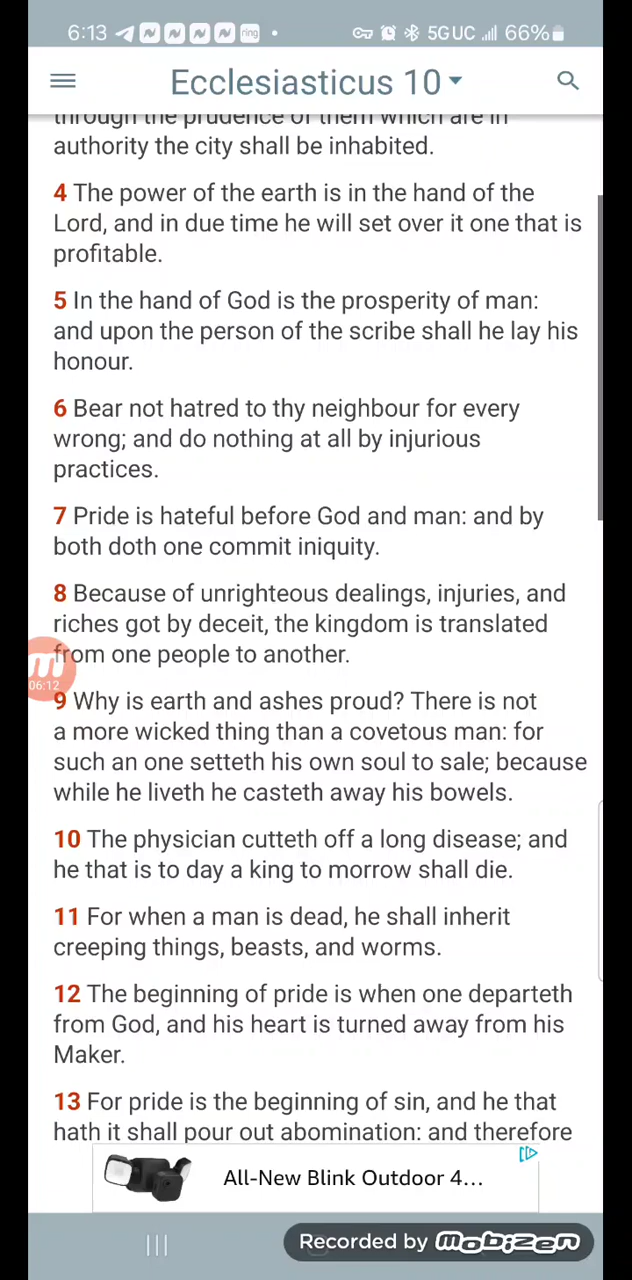 6:13 ring 5G UC 66%
Ecclesiasticus 10
through the prudence of them which are in
authority the city shall be inhabited.
4 The power of the earth is in the hand of the
Lord, and in due time he will set over it one that is
profitable.
5 In the hand of God is the prosperity of man:
and upon the person of the scribe shall he lay his
honour.
6 Bear not hatred to thy neighbour for every
wrong; and do nothing at all by injurious
practices.
7 Pride is hateful before God and man: and by
both doth one commit iniquity.
8 Because of unrighteous dealings, injuries, and
riches got by deceit, the kingdom is translated
from one people to another.
06:12
9 Why is earth and ashes proud? There is not
a more wicked thing than a covetous man: for
such an one setteth his own soul to sale; because
while he liveth he casteth away his bowels.
10 The physician cutteth off a long disease; and
he that is to day a king to morrow shall die.
11 For when a man is dead, he shall inherit
creeping things, beasts, and worms.
12 The beginning of pride is when one departeth
from God, and his heart is turned away from his
Maker.
13 For pride is the beginning of sin, and he that
hath it shall pour out abomination: and therefore
All-New Blink Outdoor 4...
Recorded by mobizen